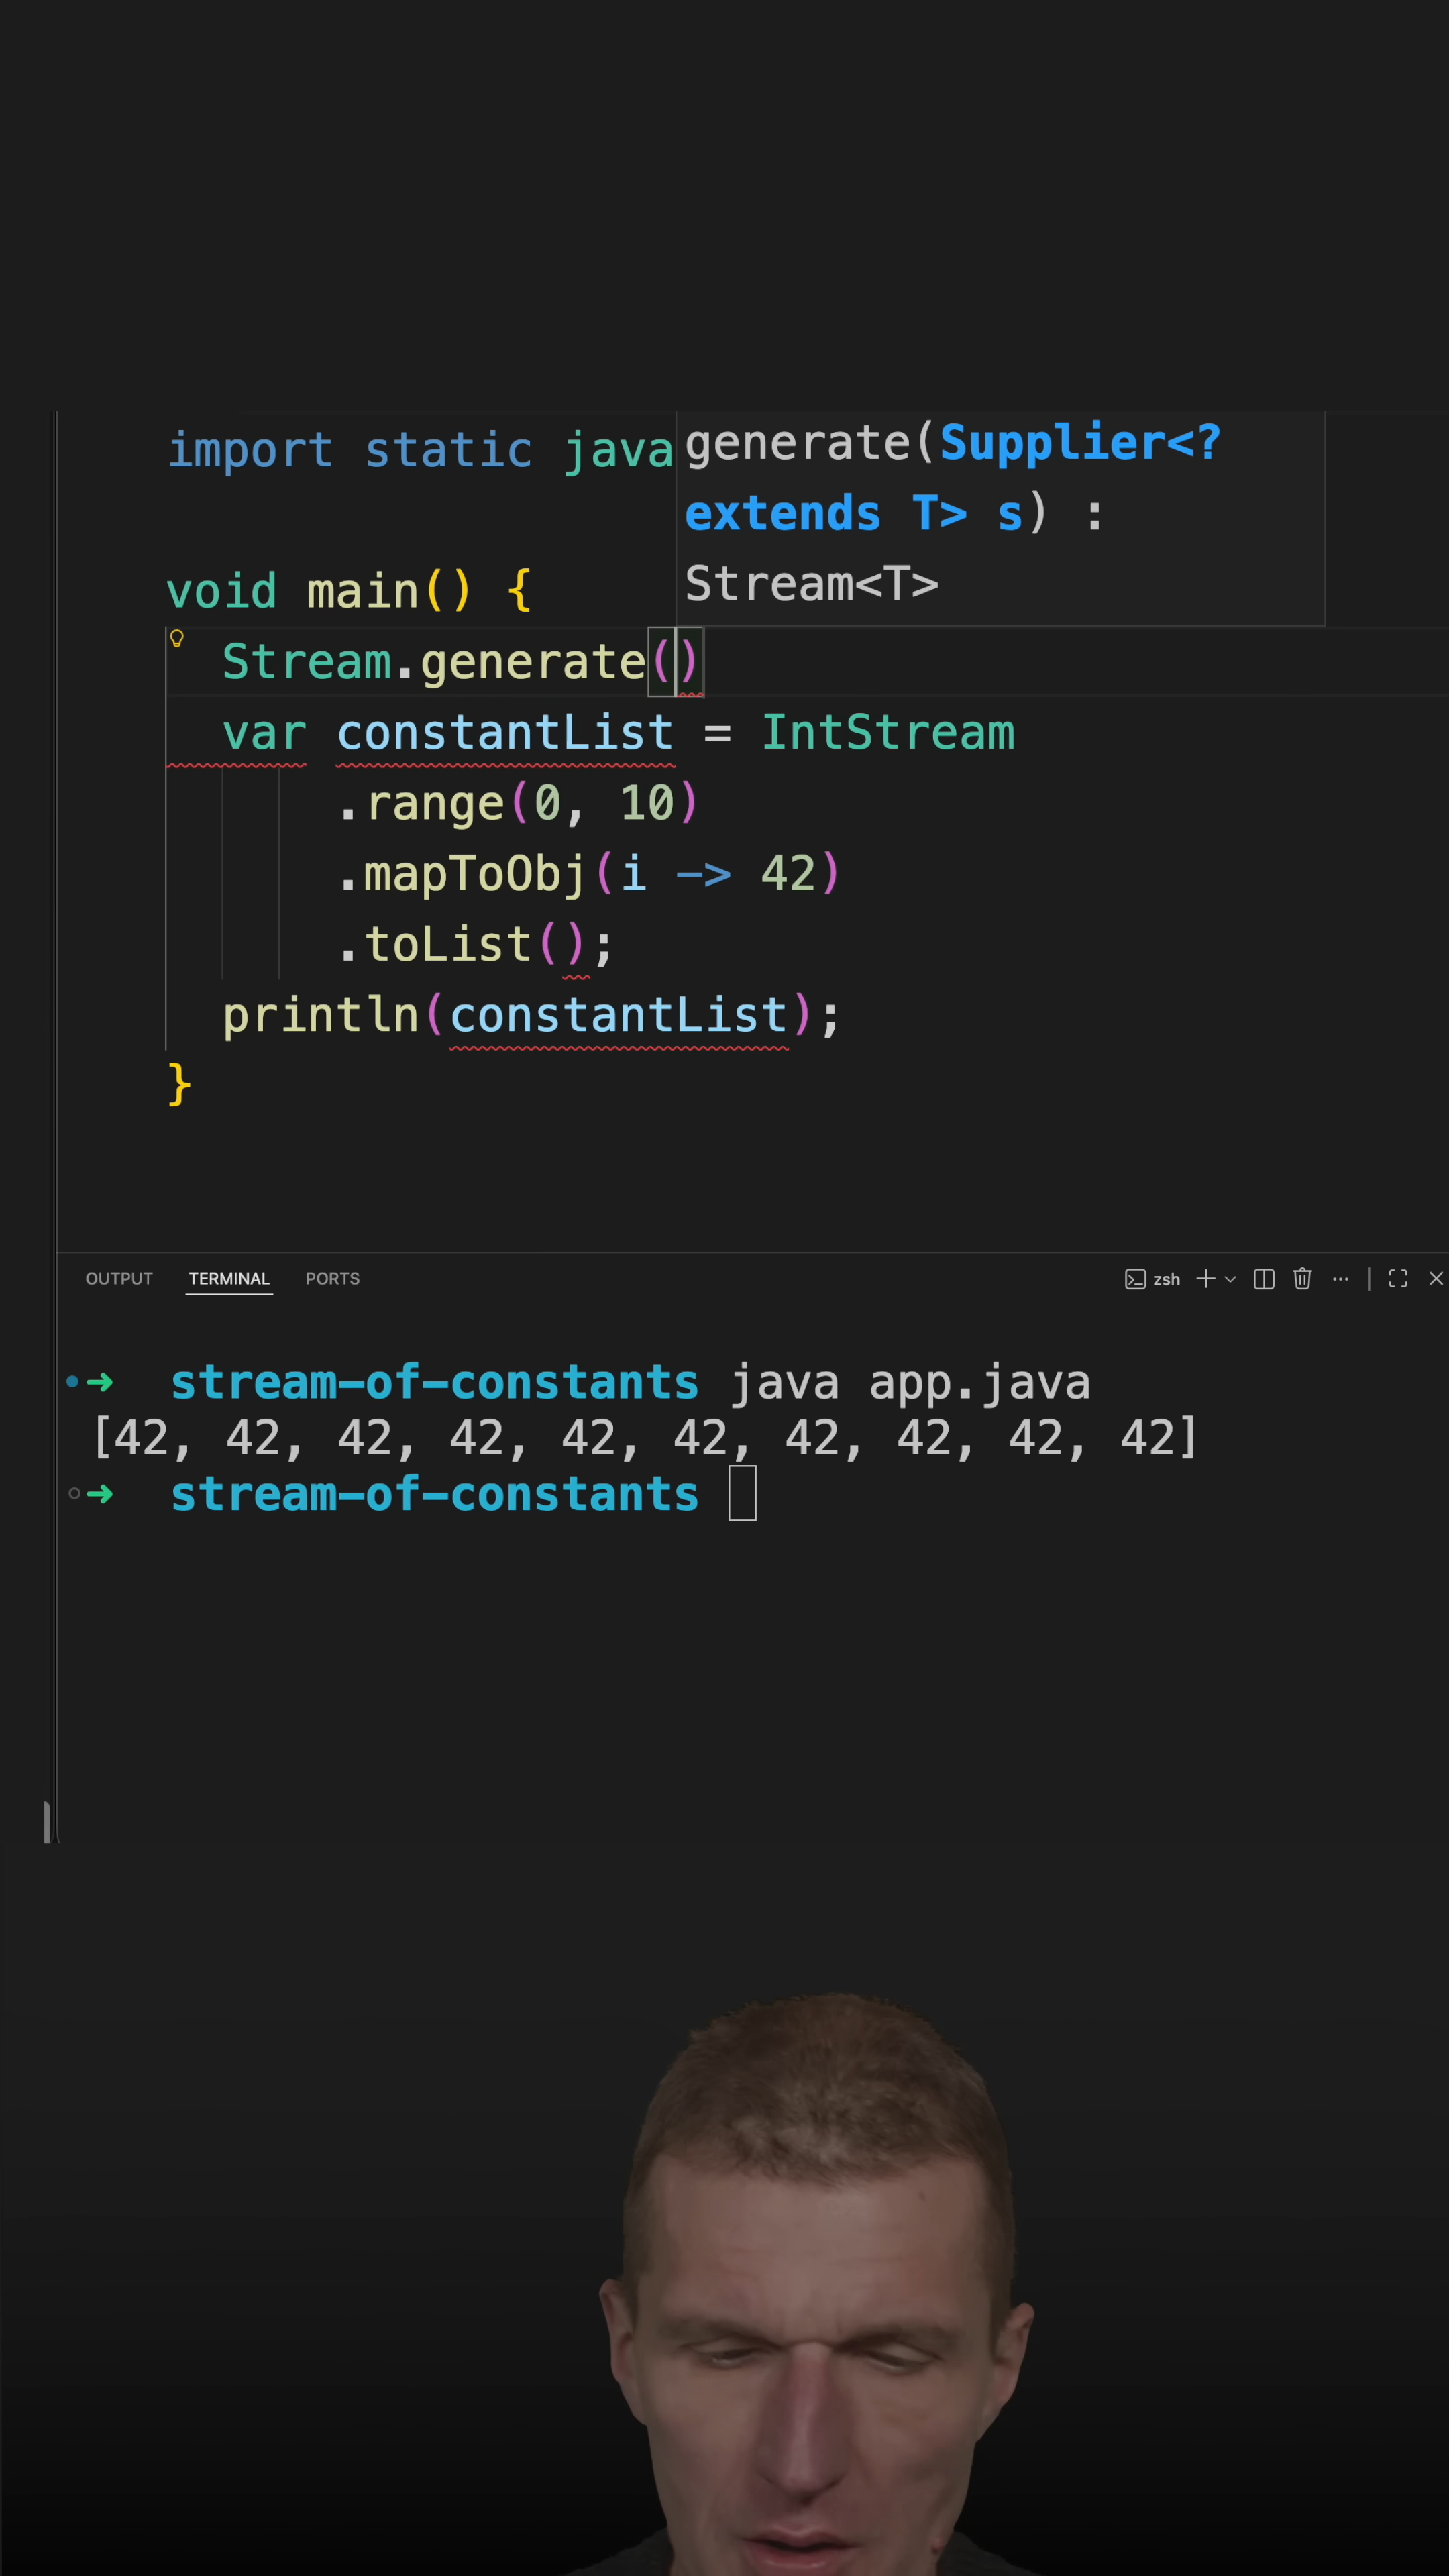 import static java
generate(Supplier<?
extends T> s) :
Stream<T>
void main() {
Stream.generate()
var constantList = IntStream
.range(0, 10)
.mapToObj(i -> 42)
.toList();
println(constantList);
}
OUTPUT TERMINAL PORTS zsh
➜ stream-of-constants java app.java
[42, 42, 42, 42, 42, 42, 42, 42, 42, 42]
➜ stream-of-constants